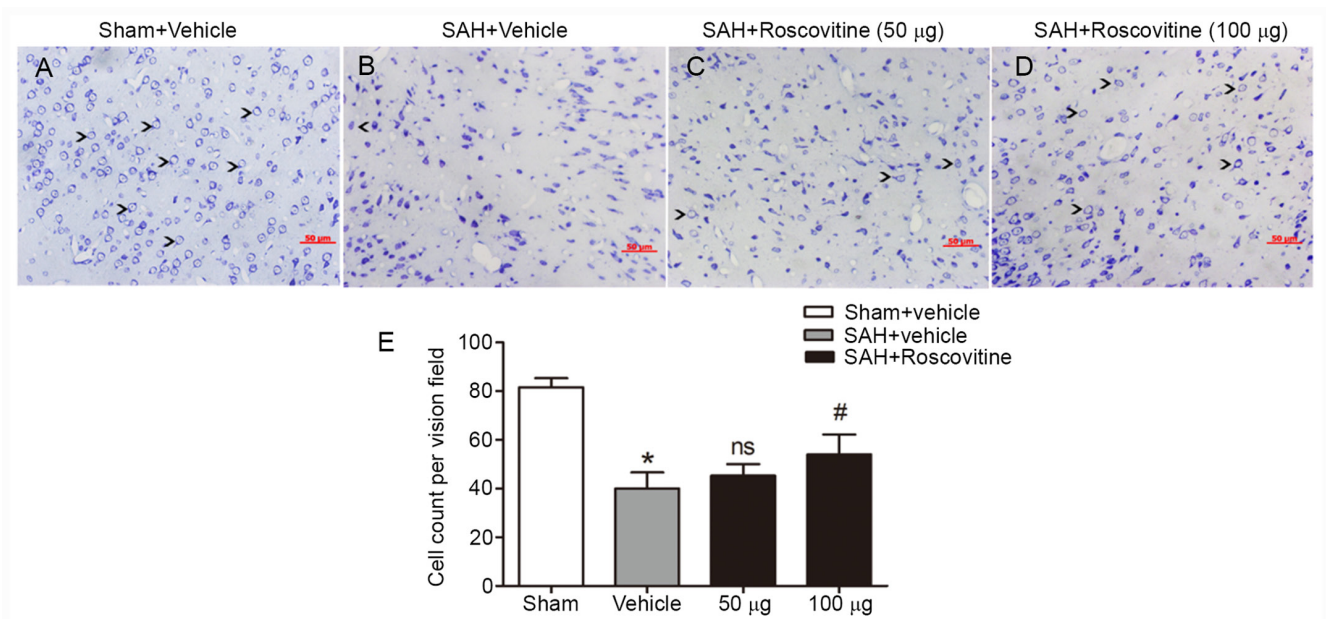 Sham+Vehicle
SAH+Vehicle
SAH+Roscovitine (50 μg)
SAH+Roscovitine (100 μg)
A
B
C
D
50 μm
50 μm
50 μm
50 μm
E
Sham+vehicle
SAH+vehicle
SAH+Roscovitine
Cell count per vision field
100
80
60
40
20
0
*
ns
#
Sham
Vehicle
50 μg
100 μg